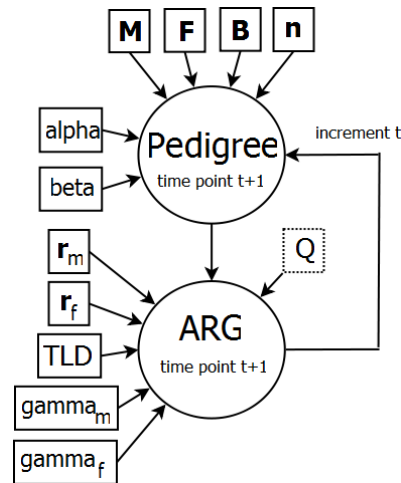 M F B n
alpha
Pedigree
increment t
time point t+1
beta
r_m
Q
r_f
ARG
TLD
time point t+1
gamma_m
gamma_f